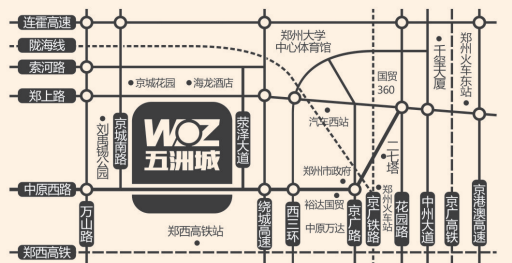 连霍高速
陇海线
索河路
郑上路
中原西路
郑西高铁
郑州大学
中心体育馆
千玺大厦
郑州火车东站
京城花园
海龙酒店
国贸
360
刘禹锡公园
京城南路
WOZ
五洲城
荥泽大道
汽车西站
二七塔
郑州市政府
郑州火车站
裕达国贸
中原万达
郑西高铁站
万山路
绕城高速
西三环
京广路
京广铁路
花园路
中州大道
京广高铁
京港澳高速